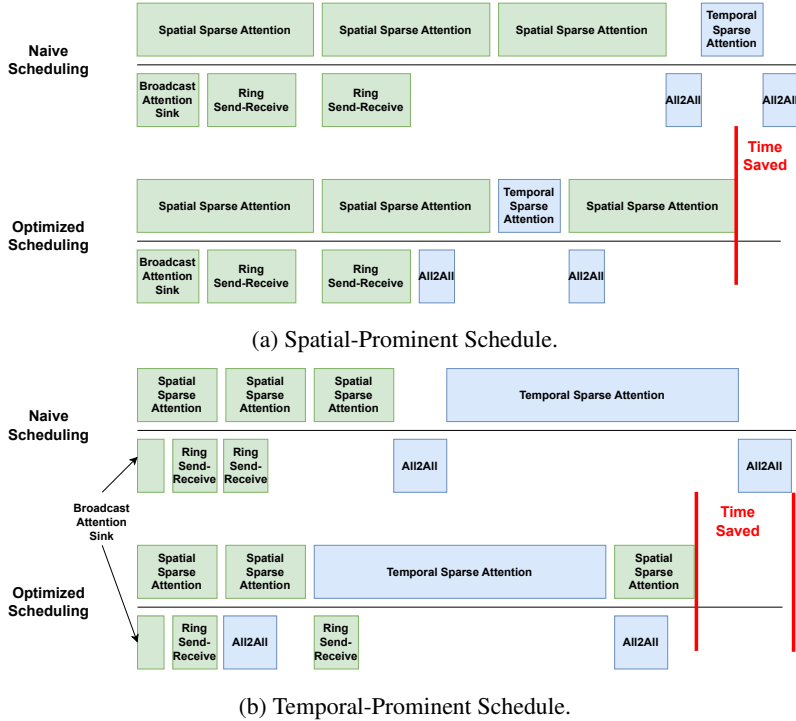 Spatial Sparse Attention
Spatial Sparse Attention
Spatial Sparse Attention
Temporal
Sparse
Attention
Naive
Scheduling
Broadcast
Attention
Sink
Ring
Send-Receive
Ring
Send-Receive
All2All
All2All
Time
Saved
Spatial Sparse Attention
Spatial Sparse Attention
Temporal
Sparse
Attention
Spatial Sparse Attention
Optimized
Scheduling
Broadcast
Attention
Sink
Ring
Send-Receive
Ring
Send-Receive
All2All
All2All
(a) Spatial-Prominent Schedule.
Spatial
Sparse
Attention
Spatial
Sparse
Attention
Spatial
Sparse
Attention
Temporal Sparse Attention
Naive
Scheduling
Ring
Send-
Receive
Ring
Send-
Receive
All2All
All2All
Broadcast
Attention
Sink
Time
Saved
Spatial
Sparse
Attention
Spatial
Sparse
Attention
Temporal Sparse Attention
Spatial
Sparse
Attention
Optimized
Scheduling
Ring
Send-
Receive
All2All
Ring
Send-
Receive
All2All
(b) Temporal-Prominent Schedule.